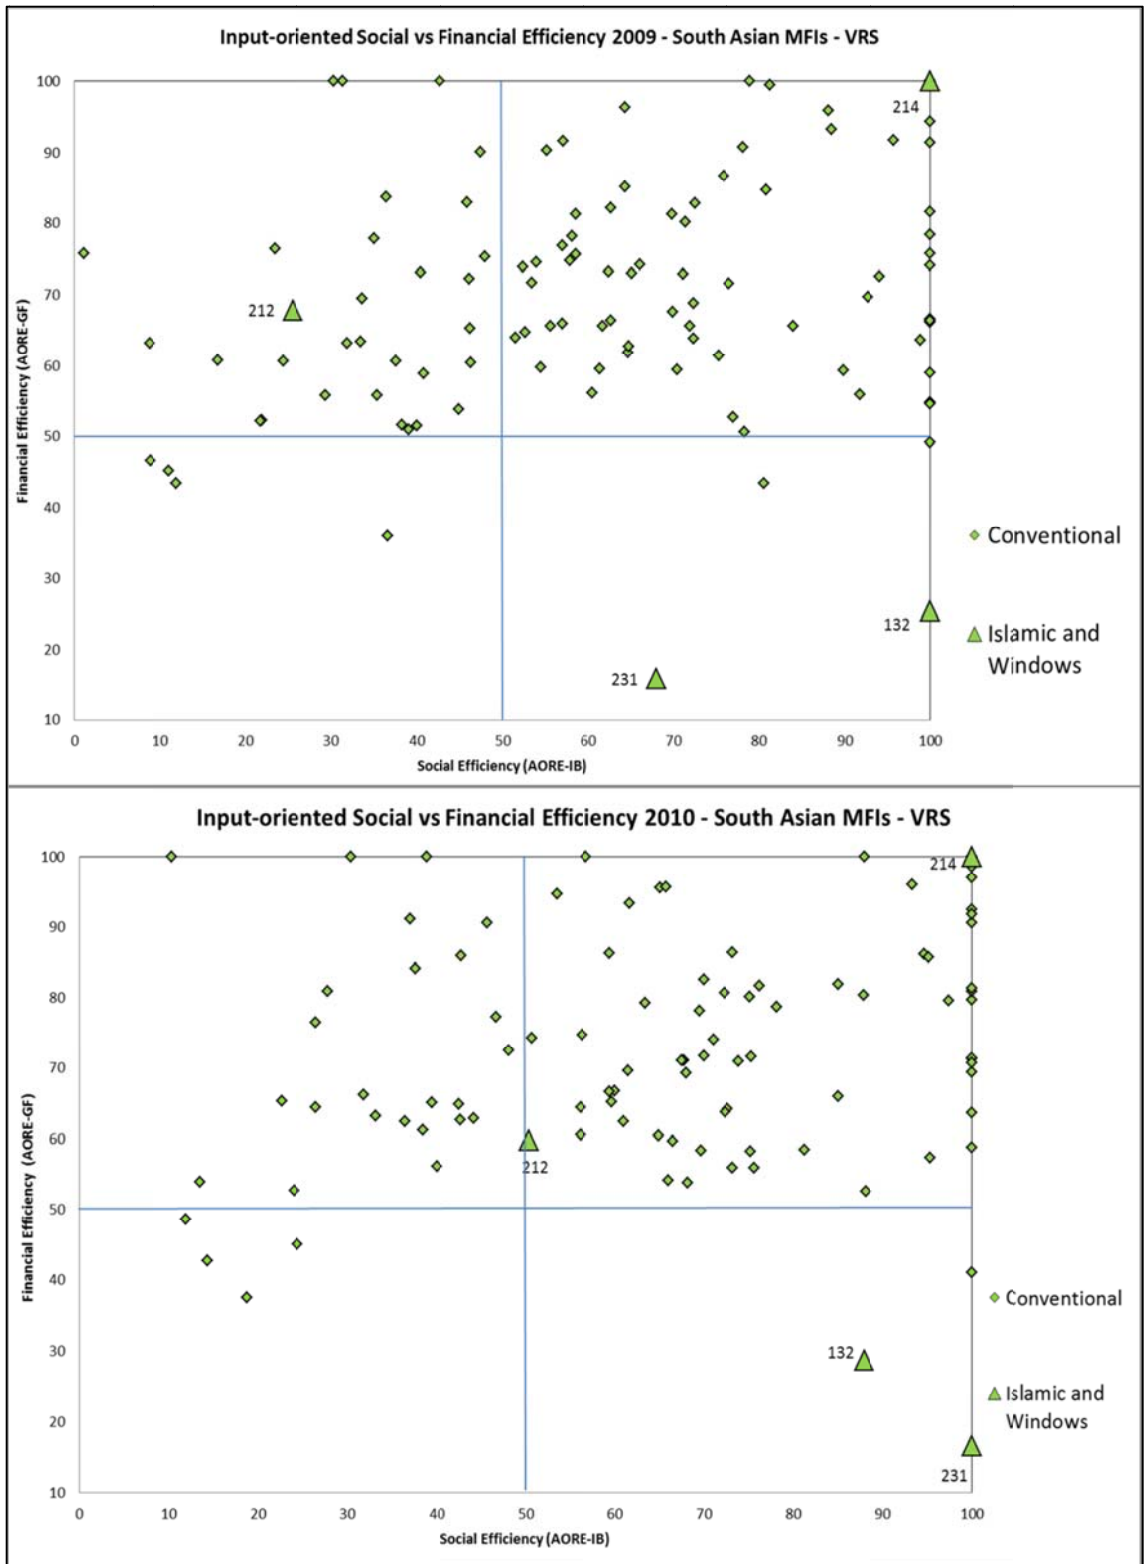 Input-oriented Social vs Financial Efficiency 2009 - South Asian MFIs - VRS
Financial Efficiency (AORE-GF)
100
90
80
70
60
50
40
30
20
10
214
212
132
231
Conventional
Islamic and
Windows
0 10 20 30 40 50 60 70 80 90 100
Social Efficiency (AORE-IB)
Input-oriented Social vs Financial Efficiency 2010 - South Asian MFIs - VRS
Financial Efficiency (AORE-GF)
100
90
80
70
60
50
40
30
20
10
214
212
132
231
Conventional
Islamic and
Windows
0 10 20 30 40 50 60 70 80 90 100
Social Efficiency (AORE-IB)